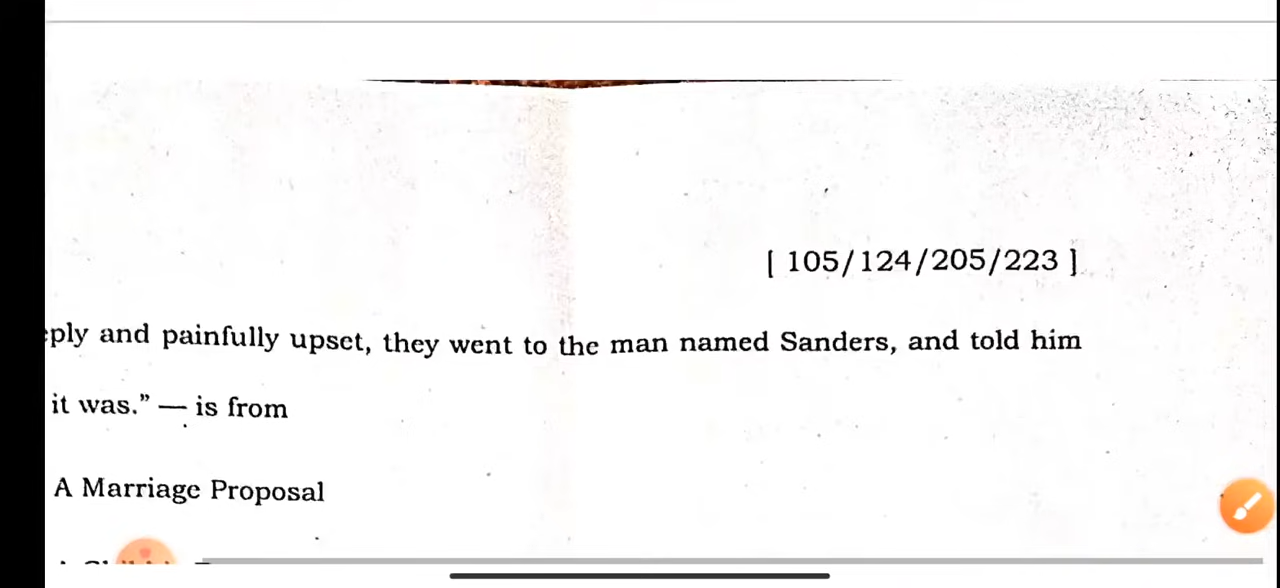 [ 105/124/205/223 ]
eply and painfully upset, they went to the man named Sanders, and told him
it was.” — is from
A Marriage Proposal